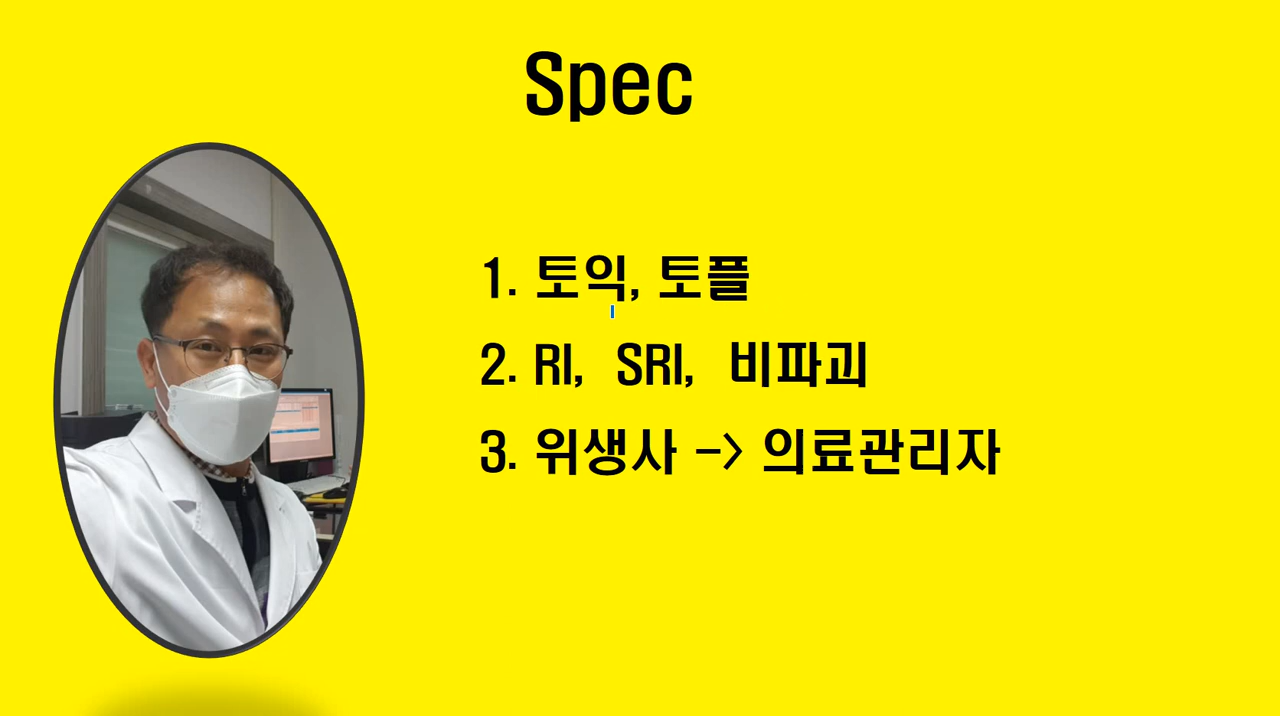 Spec
1. 토익, 토플
2. RI, SRI, 비파괴
3. 위생사 -> 의료관리자